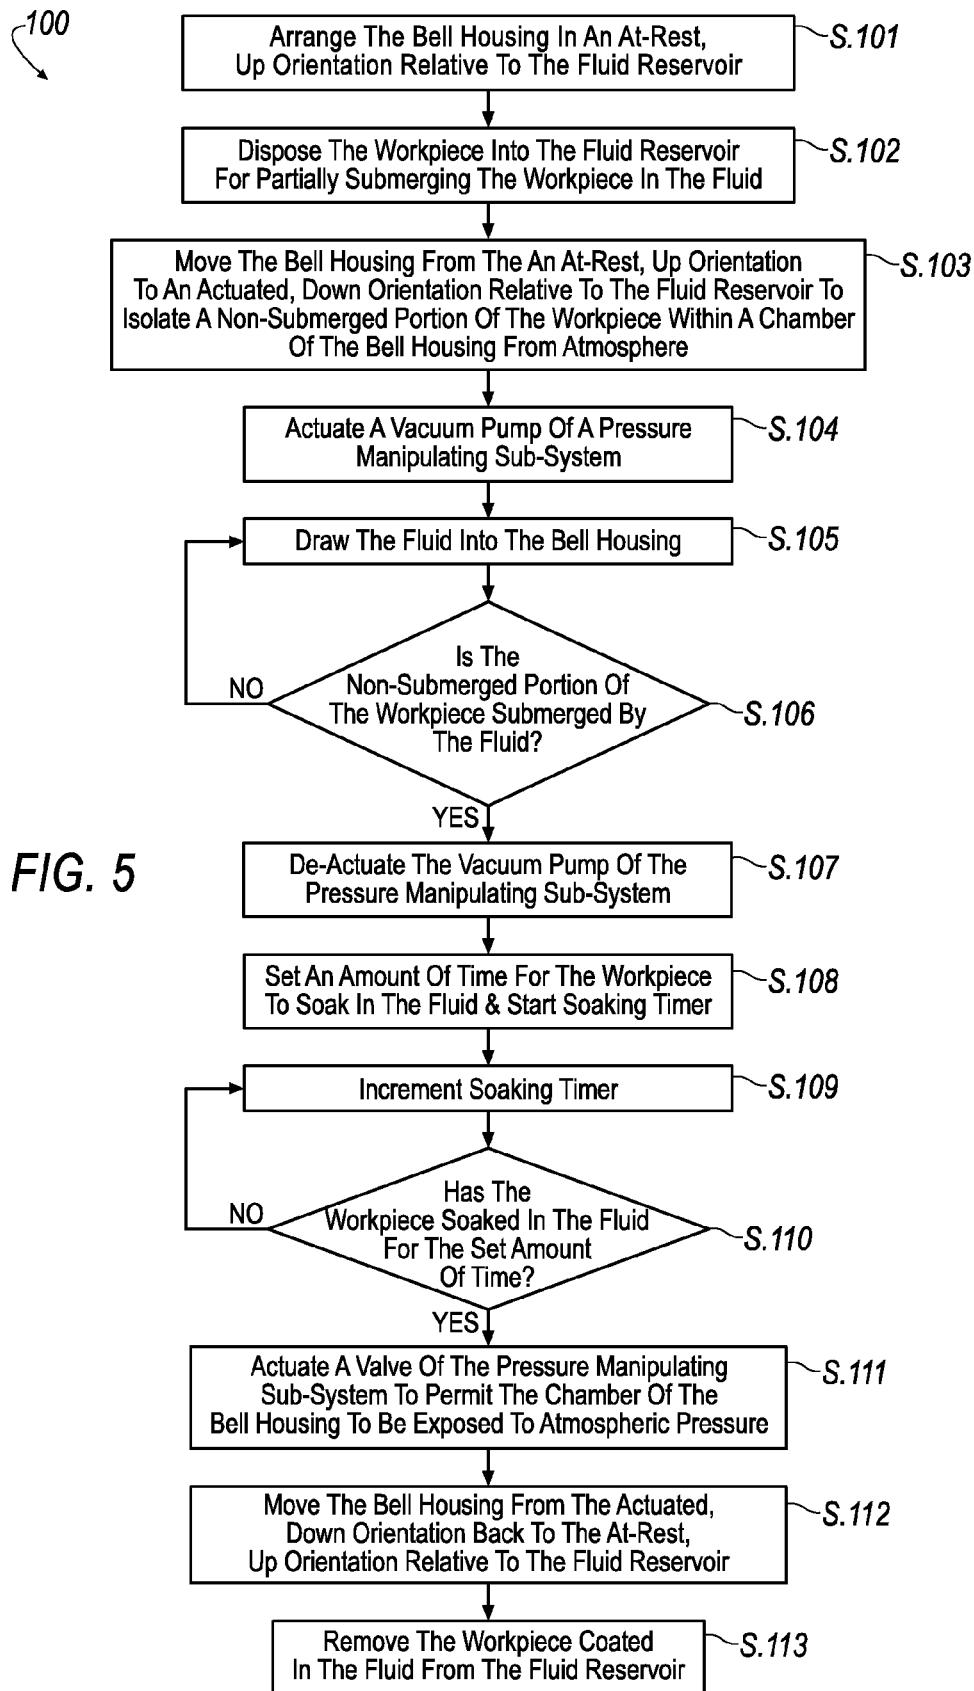 100
Arrange The Bell Housing In An At-Rest,
Up Orientation Relative To The Fluid Reservoir
S.101
Dispose The Workpiece Into The Fluid Reservoir
For Partially Submerging The Workpiece In The Fluid
S.102
Move The Bell Housing From The An At-Rest, Up Orientation
To An Actuated, Down Orientation Relative To The Fluid Reservoir To
Isolate A Non-Submerged Portion Of The Workpiece Within A Chamber
Of The Bell Housing From Atmosphere
S.103
Actuate A Vacuum Pump Of A Pressure
Manipulating Sub-System
S.104
Draw The Fluid Into The Bell Housing
S.105
Is The
Non-Submerged Portion Of
The Workpiece Submerged By
The Fluid?
S.106
NO
YES
FIG. 5
De-Actuate The Vacuum Pump Of The
Pressure Manipulating Sub-System
S.107
Set An Amount Of Time For The Workpiece
To Soak In The Fluid & Start Soaking Timer
S.108
Increment Soaking Timer
S.109
Has The
Workpiece Soaked In The Fluid
For The Set Amount
Of Time?
S.110
NO
YES
Actuate A Valve Of The Pressure Manipulating
Sub-System To Permit The Chamber Of The
Bell Housing To Be Exposed To Atmospheric Pressure
S.111
Move The Bell Housing From The Actuated,
Down Orientation Back To The At-Rest,
Up Orientation Relative To The Fluid Reservoir
S.112
Remove The Workpiece Coated
In The Fluid From The Fluid Reservoir
S.113